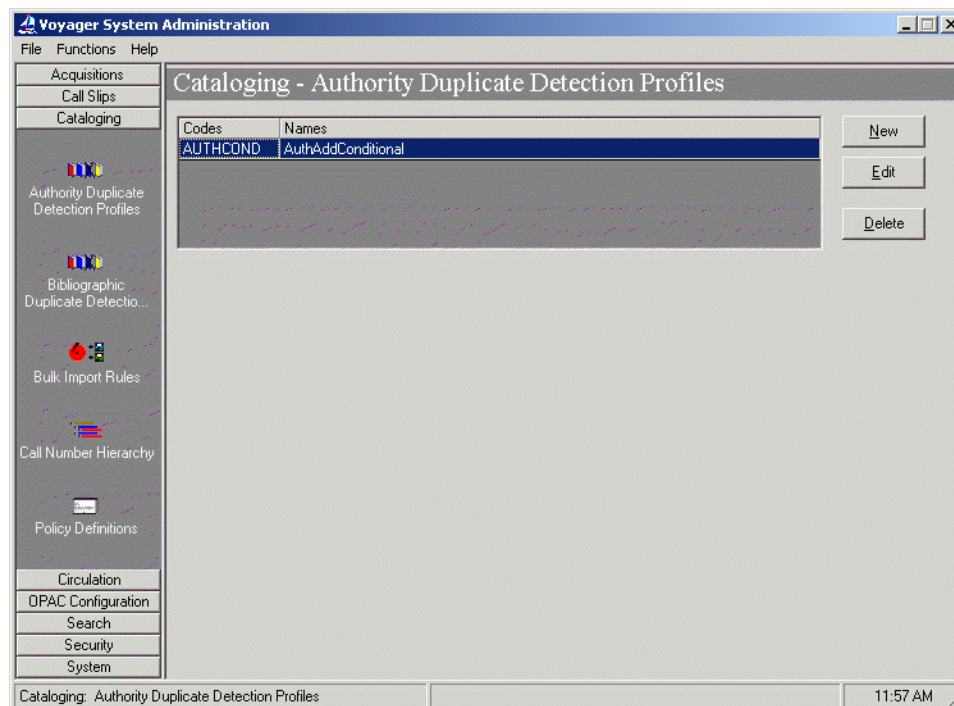 Voyager System Administration
File Functions Help
Acquisitions
Call Slips
Cataloging
Authority Duplicate
Detection Profiles
Bibliographic
Duplicate Detectio...
Bulk Import Rules
Call Number Hierarchy
Policy Definitions
Circulation
OPAC Configuration
Search
Security
System
Cataloging - Authority Duplicate Detection Profiles
Codes Names
AUTHCOND AuthAddConditional
New
Edit
Delete
Cataloging: Authority Duplicate Detection Profiles
11:57 AM